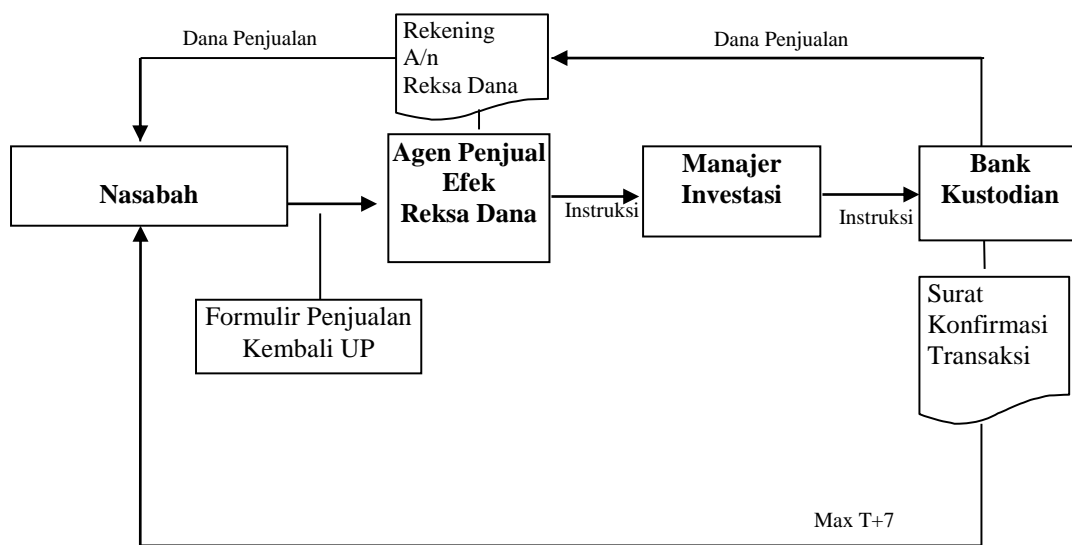 Dana Penjualan
Rekening
A/n
Reksa Dana
Dana Penjualan
Nasabah
Agen Penjual
Efek
Reksa Dana
Instruksi
Manajer
Investasi
Instruksi
Bank
Kustodian
Formulir Penjualan
Kembali UP
Surat
Konfirmasi
Transaksi
Max T+7